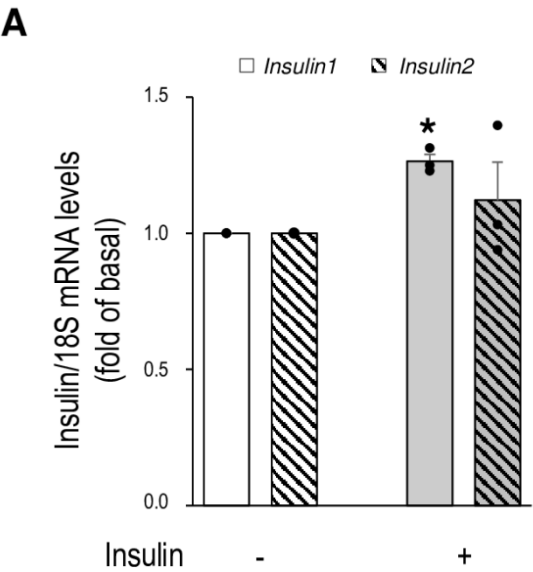 A
Insulin1 Insulin2
*
1.5
1.0
0.5
0.0
Insulin/18S mRNA levels
(fold of basal)
Insulin - +